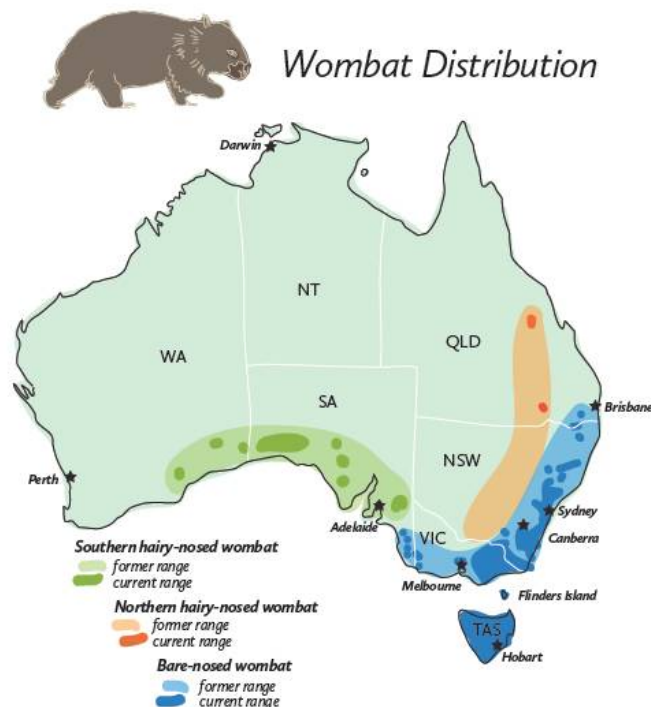 Wombat Distribution
Darwin
NT
QLD
WA
SA
Brisbane
NSW
Perth
Sydney
Adelaide
VIC
Canberra
Southern hairy-nosed wombat
former range
current range
Melbourne
Flinders Island
Northern hairy-nosed wombat
former range
current range
TAS
Hobart
Bare-nosed wombat
former range
current range